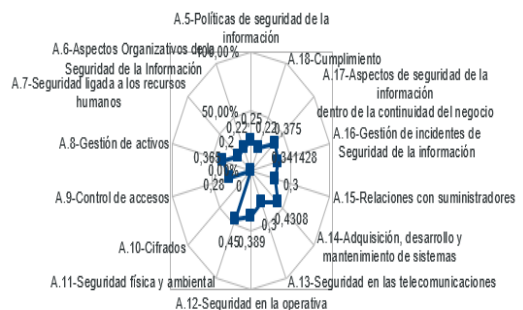 A.5-Políticas de seguridad de la
información
A.6-Aspectos Organizativos de la
Seguridad de la Información
100,00%
A.18-Cumplimiento
A.7-Seguridad ligada a los recursos
humanos
A.17-Aspectos de seguridad de la
información
dentro de la continuidad del negocio
50,00%
0,25
0,22
0,22
0,375
A.8-Gestión de activos
0,2
A.16-Gestión de incidentes de
Seguridad de la información
0,365
0,341428
0,00%
A.9-Control de accesos
0,28
0
0,3
A.15-Relaciones con suministradores
0,4308
A.10-Cifrados
0,3
0,45
0,389
A.14-Adquisición, desarrollo y
mantenimiento de sistemas
A.11-Seguridad física y ambiental
A.13-Seguridad en las telecomunicaciones
A.12-Seguridad en la operativa